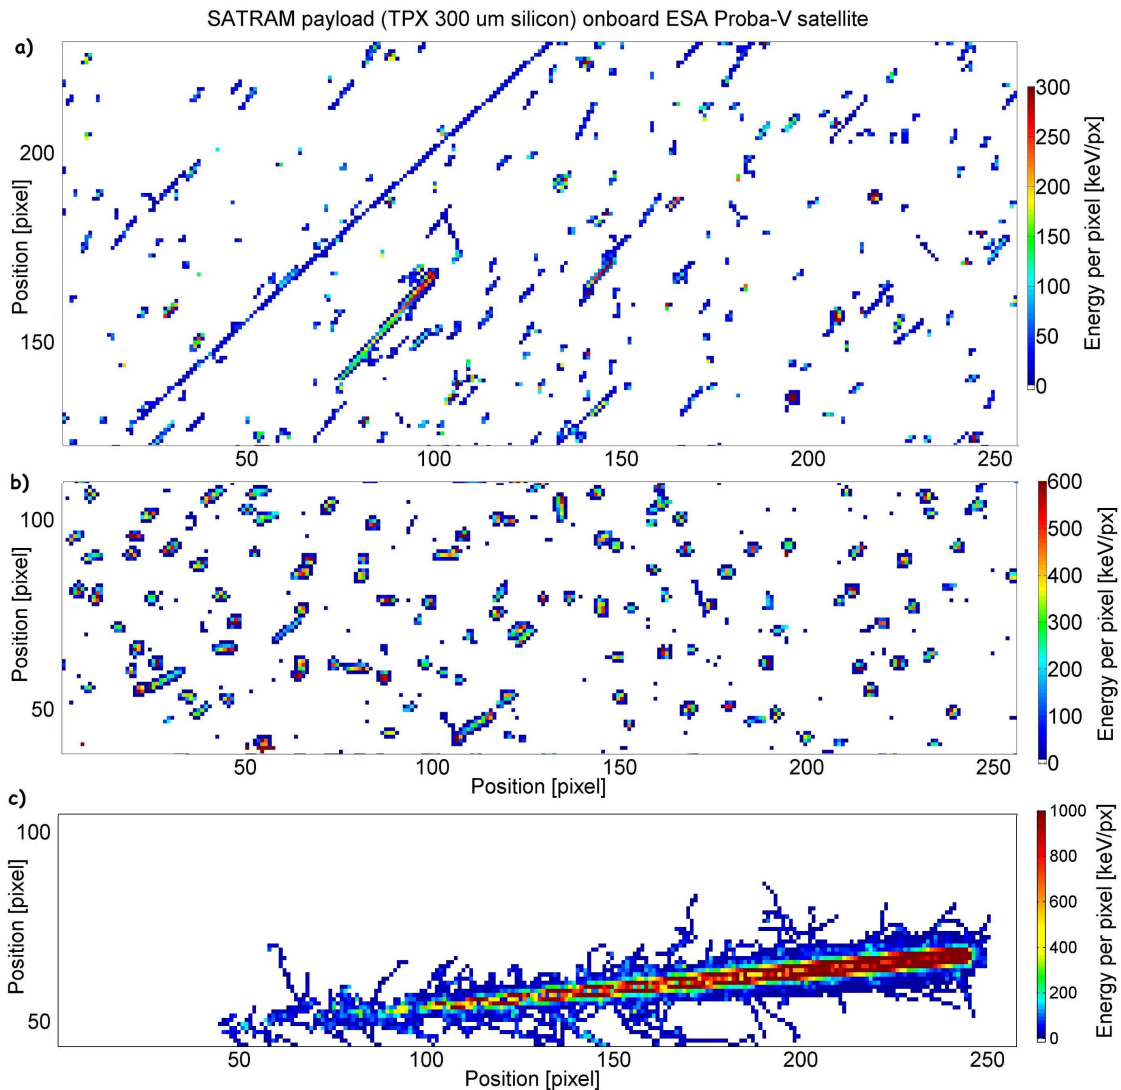 SATRAM payload (TPX 300 um silicon) onboard ESA Proba-V satellite
a)
Position [pixel]
200
150
50 100 150 200 250
300
250
200
150
100
50
0
Energy per pixel [keV/px]
b)
Position [pixel]
100
50
50 100 150 200 250
Position [pixel]
600
500
400
300
200
100
0
Energy per pixel [keV/px]
c)
Position [pixel]
100
50
50 100 150 200 250
Position [pixel]
1000
800
600
400
200
0
Energy per pixel [keV/px]